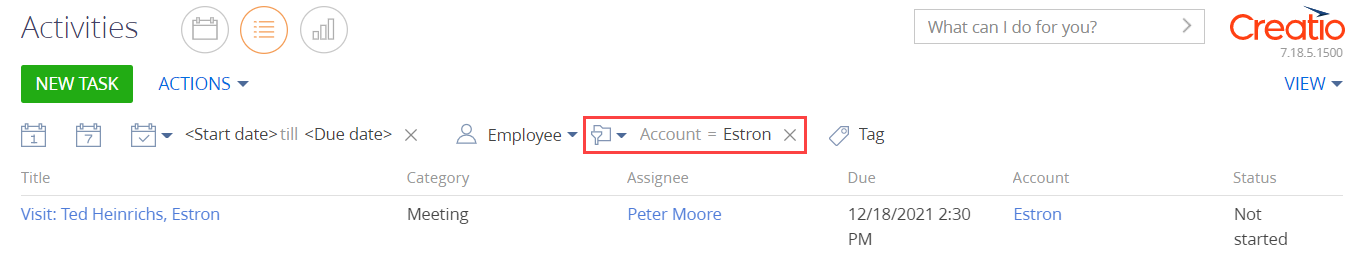 Activities
What can I do for you?
Creatio
7.18.5.1500
NEW TASK
ACTIONS
VIEW
1 7 <Start date> till <Due date> Employee Account = Estron Tag
Title Category Assignee Due Account Status
Visit: Ted Heinrichs, Estron Meeting Peter Moore 12/18/2021 2:30 Estron Not
PM started